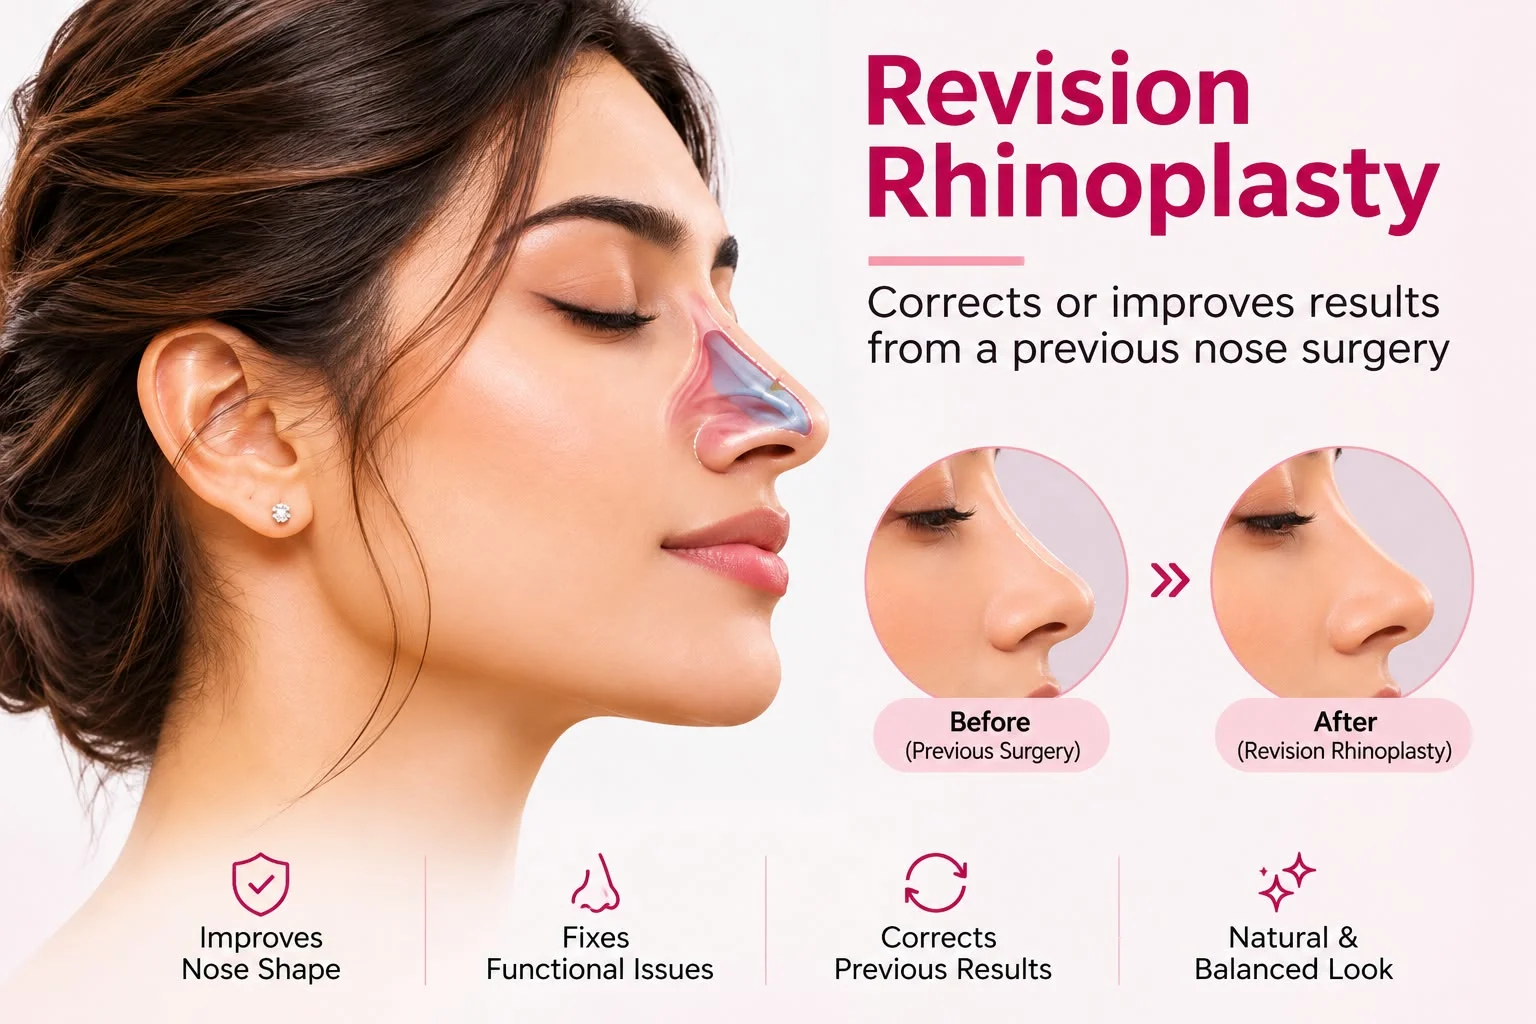 Revision
Rhinoplasty
Corrects or improves results
from a previous nose surgery
Before
(Previous Surgery)
After
(Revision Rhinoplasty)
Improves
Nose Shape
Fixes
Functional Issues
Corrects
Previous Results
Natural &
Balanced Look